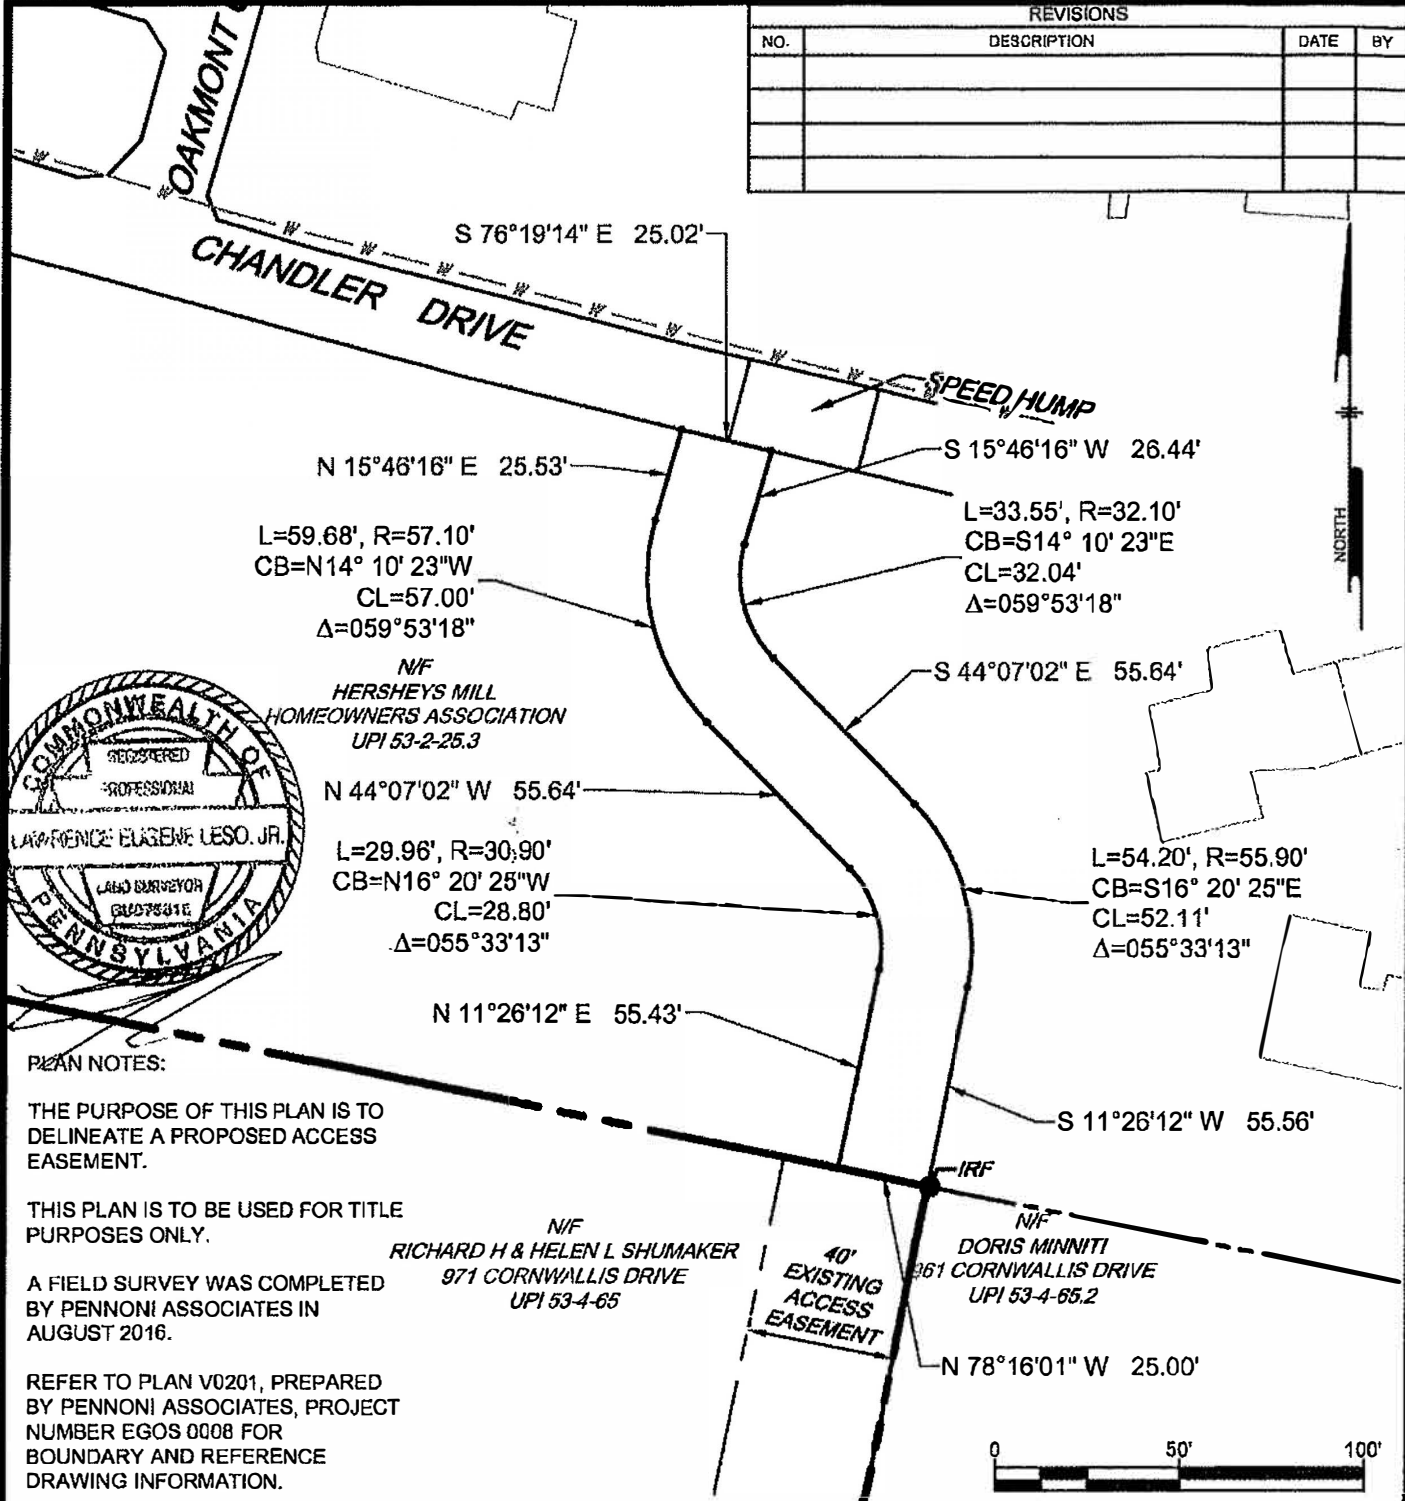 REVISIONS
NO. DESCRIPTION DATE BY
OAKMONT
CHANDLER DRIVE
S 76°19'14" E 25.02'
SPEED HUMP
N 15°46'16" E 25.53'
S 15°46'16" W 26.44'
L=59.68', R=57.10'
CB=N14° 10' 23"W
CL=57.00'
Δ=059°53'18"
L=33.55', R=32.10'
CB=S14° 10' 23"E
CL=32.04'
Δ=059°53'18"
NORTH
N/F
HERSHEYS MILL
HOMEOWNERS ASSOCIATION
UPI 53-2-25.3
S 44°07'02" E 55.64'
COMMONWEALTH OF
REGISTERED
PROFESSIONAL
LAWRENCE EUGENE LESO, JR.
LAND SURVEYOR
PENNSYLVANIA
N 44°07'02" W 55.64'
L=29.96', R=30.90'
CB=N16° 20' 25"W
CL=28.80'
Δ=055°33'13"
L=54.20', R=55.90'
CB=S16° 20' 25"E
CL=52.11'
Δ=055°33'13"
N 11°26'12" E 55.43'
S 11°26'12" W 55.56'
IRF
PLAN NOTES:
THE PURPOSE OF THIS PLAN IS TO
DELINEATE A PROPOSED ACCESS
EASEMENT.
THIS PLAN IS TO BE USED FOR TITLE
PURPOSES ONLY.
A FIELD SURVEY WAS COMPLETED
BY PENNONI ASSOCIATES IN
AUGUST 2016.
REFER TO PLAN V0201, PREPARED
BY PENNONI ASSOCIATES, PROJECT
NUMBER EGOS 0008 FOR
BOUNDARY AND REFERENCE
DRAWING INFORMATION.
N/F
RICHARD H & HELEN L SHUMAKER
971 CORNWALLIS DRIVE
UPI 53-4-65
40'
EXISTING
ACCESS
EASEMENT
N/F
DORIS MINNITI
961 CORNWALLIS DRIVE
UPI 53-4-65.2
N 78°16'01" W 25.00'
0 50' 100'